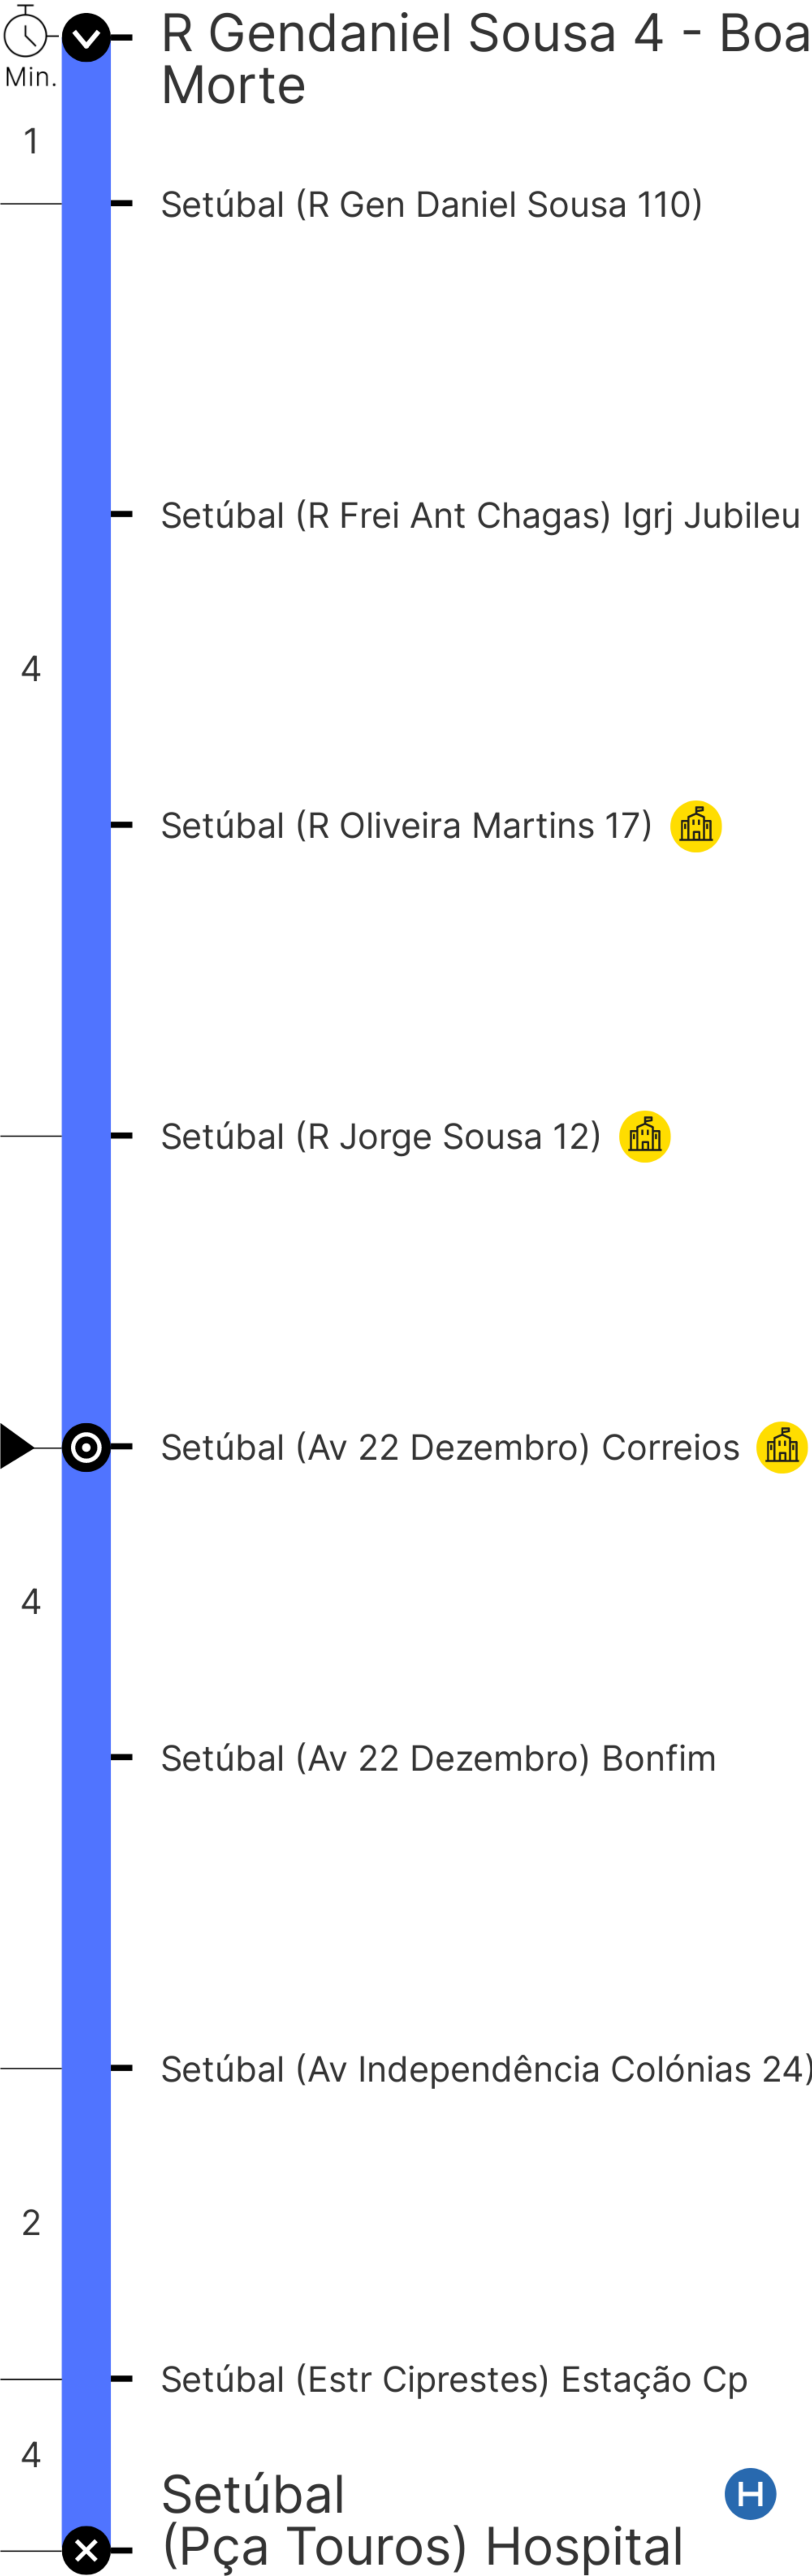 R Gendaniel Sousa 4 - Boa
Morte
Min.
1
Setúbal (R Gen Daniel Sousa 110)
Setúbal (R Frei Ant Chagas) Igrj Jubileu
4
Setúbal (R Oliveira Martins 17)
Setúbal (R Jorge Sousa 12)
Setúbal (Av 22 Dezembro) Correios
4
Setúbal (Av 22 Dezembro) Bonfim
Setúbal (Av Independência Colónias 24)
2
Setúbal (Estr Ciprestes) Estação Cp
4
Setúbal
H
(Pça Touros) Hospital